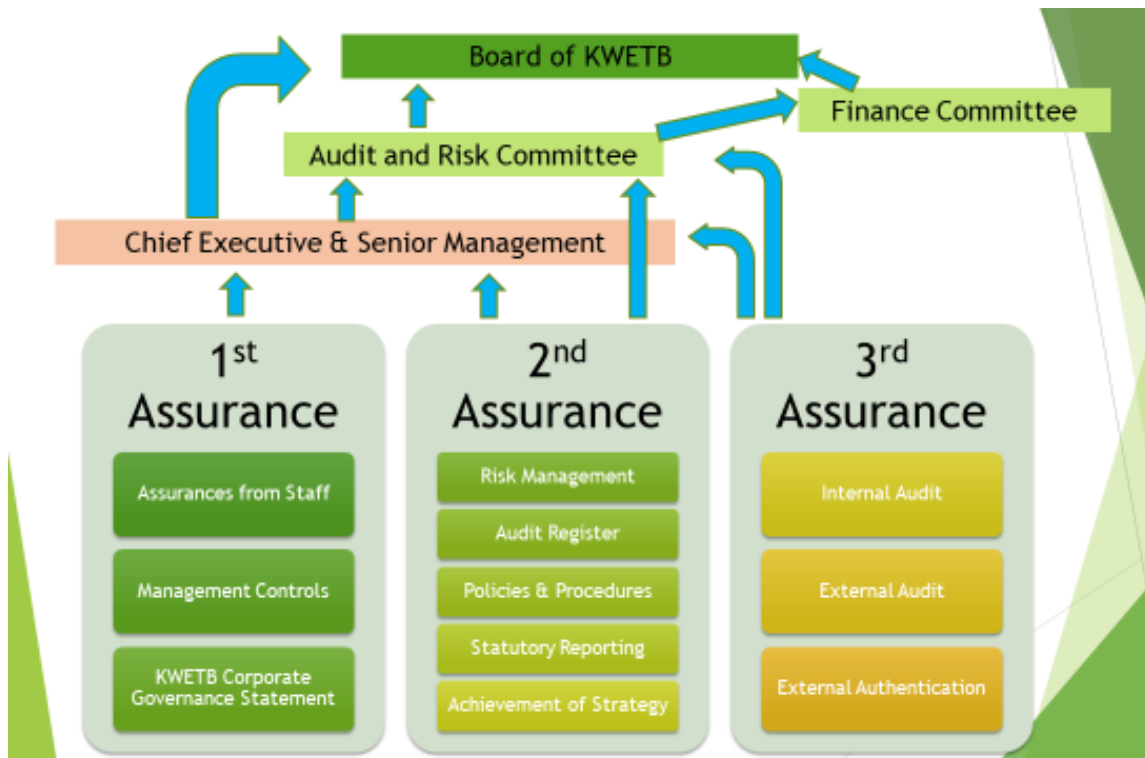 Board of KWETB
Finance Committee
Audit and Risk Committee
Chief Executive & Senior Management
1st
Assurance
Assurances from Staff
Management Controls
KWETB Corporate
Governance Statement
2nd
Assurance
Risk Management
Audit Register
Policies & Procedures
Statutory Reporting
Achievement of Strategy
3rd
Assurance
Internal Audit
External Audit
External Authentication